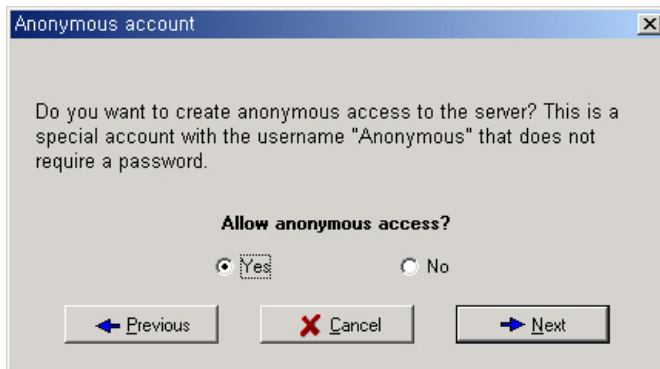 Anonymous account
Do you want to create anonymous access to the server? This is a
special account with the username "Anonymous" that does not
require a password.
Allow anonymous access?
Yes No
Previous Cancel Next